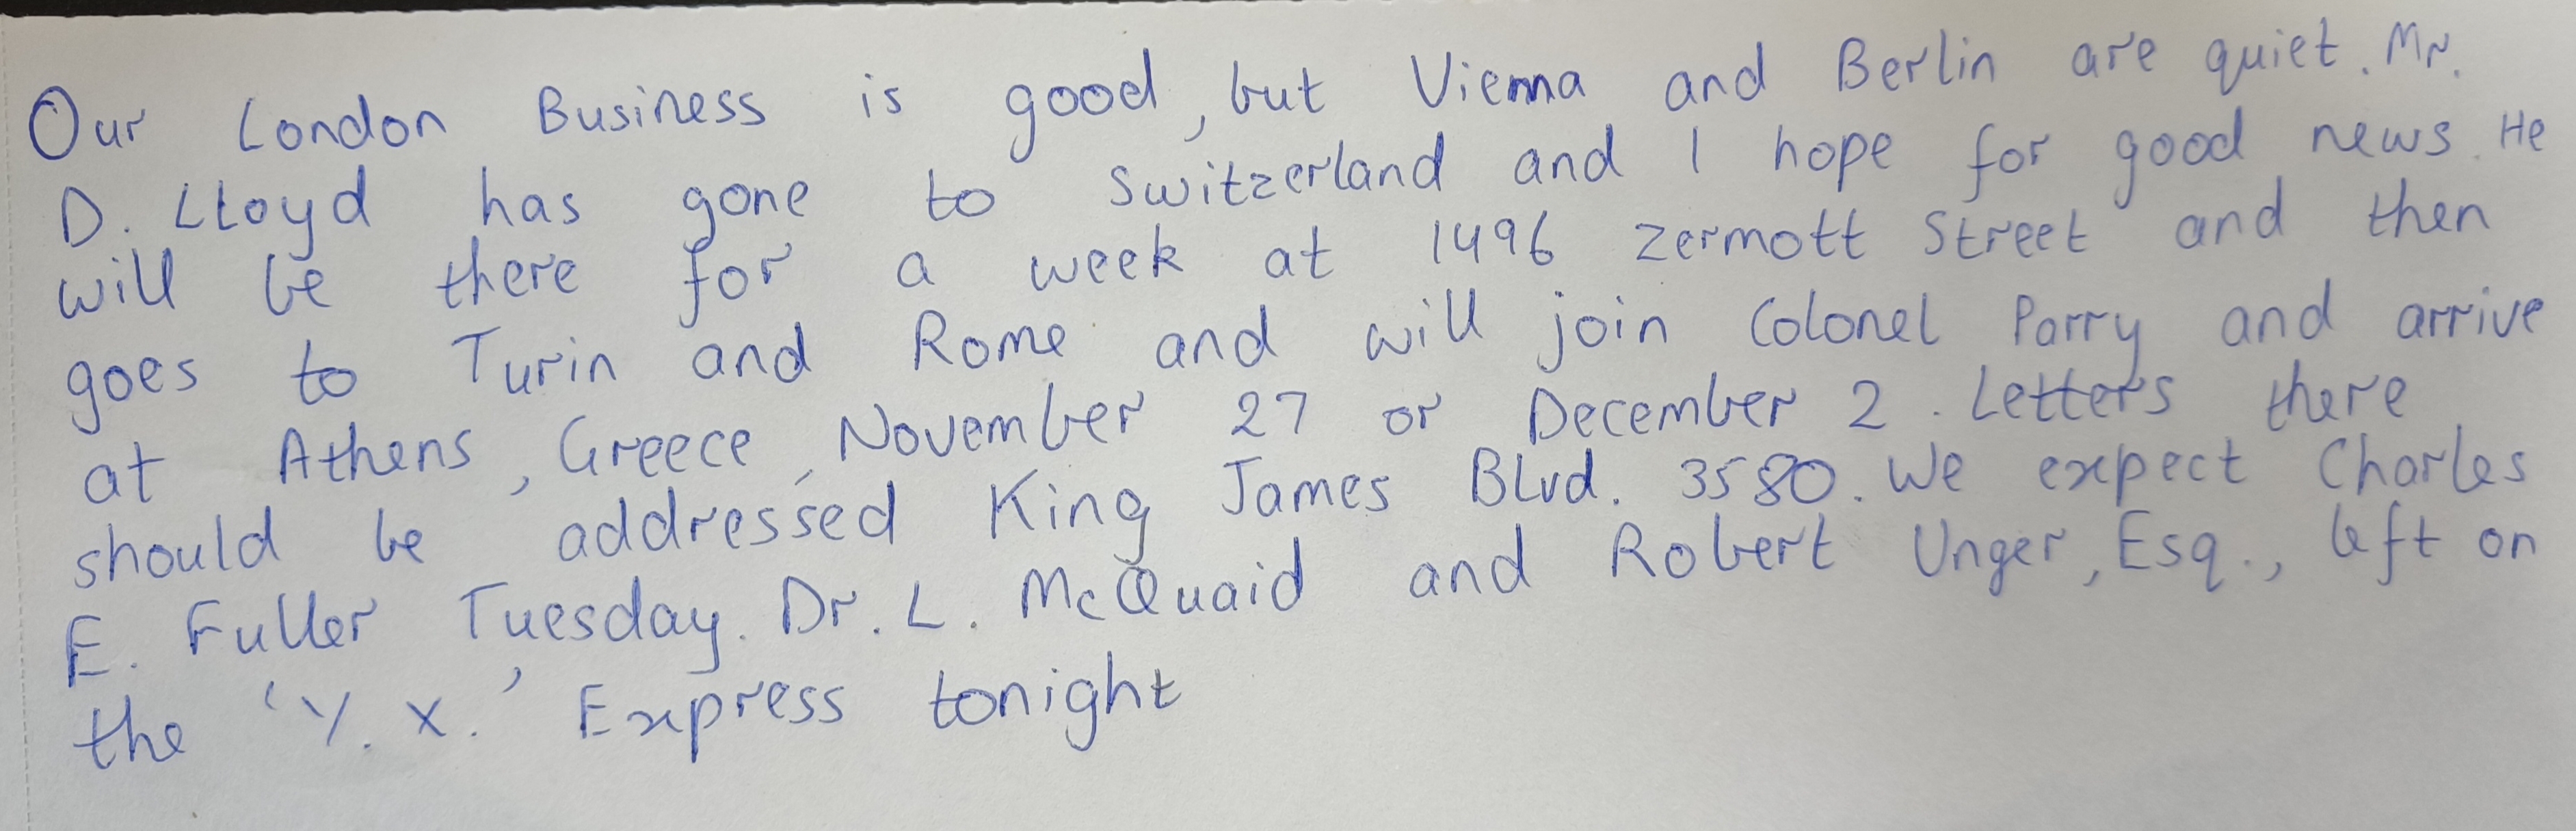 Our London Business is good, but Vienna and Berlin are quiet. Mr.
D. Lloyd has gone to Switzerland and I hope for good news. He
will be there for a week at 1496 Zermott Street and then
goes to Turin and Rome and will join Colonel Parry and arrive
at Athens, Greece, November 27 or December 2. Letters there
should be addressed King James Blvd. 3580. We expect Charles
E. Fuller Tuesday. Dr. L. McQuaid and Robert Unger, Esq., left on
the 'Y. X.' Express tonight